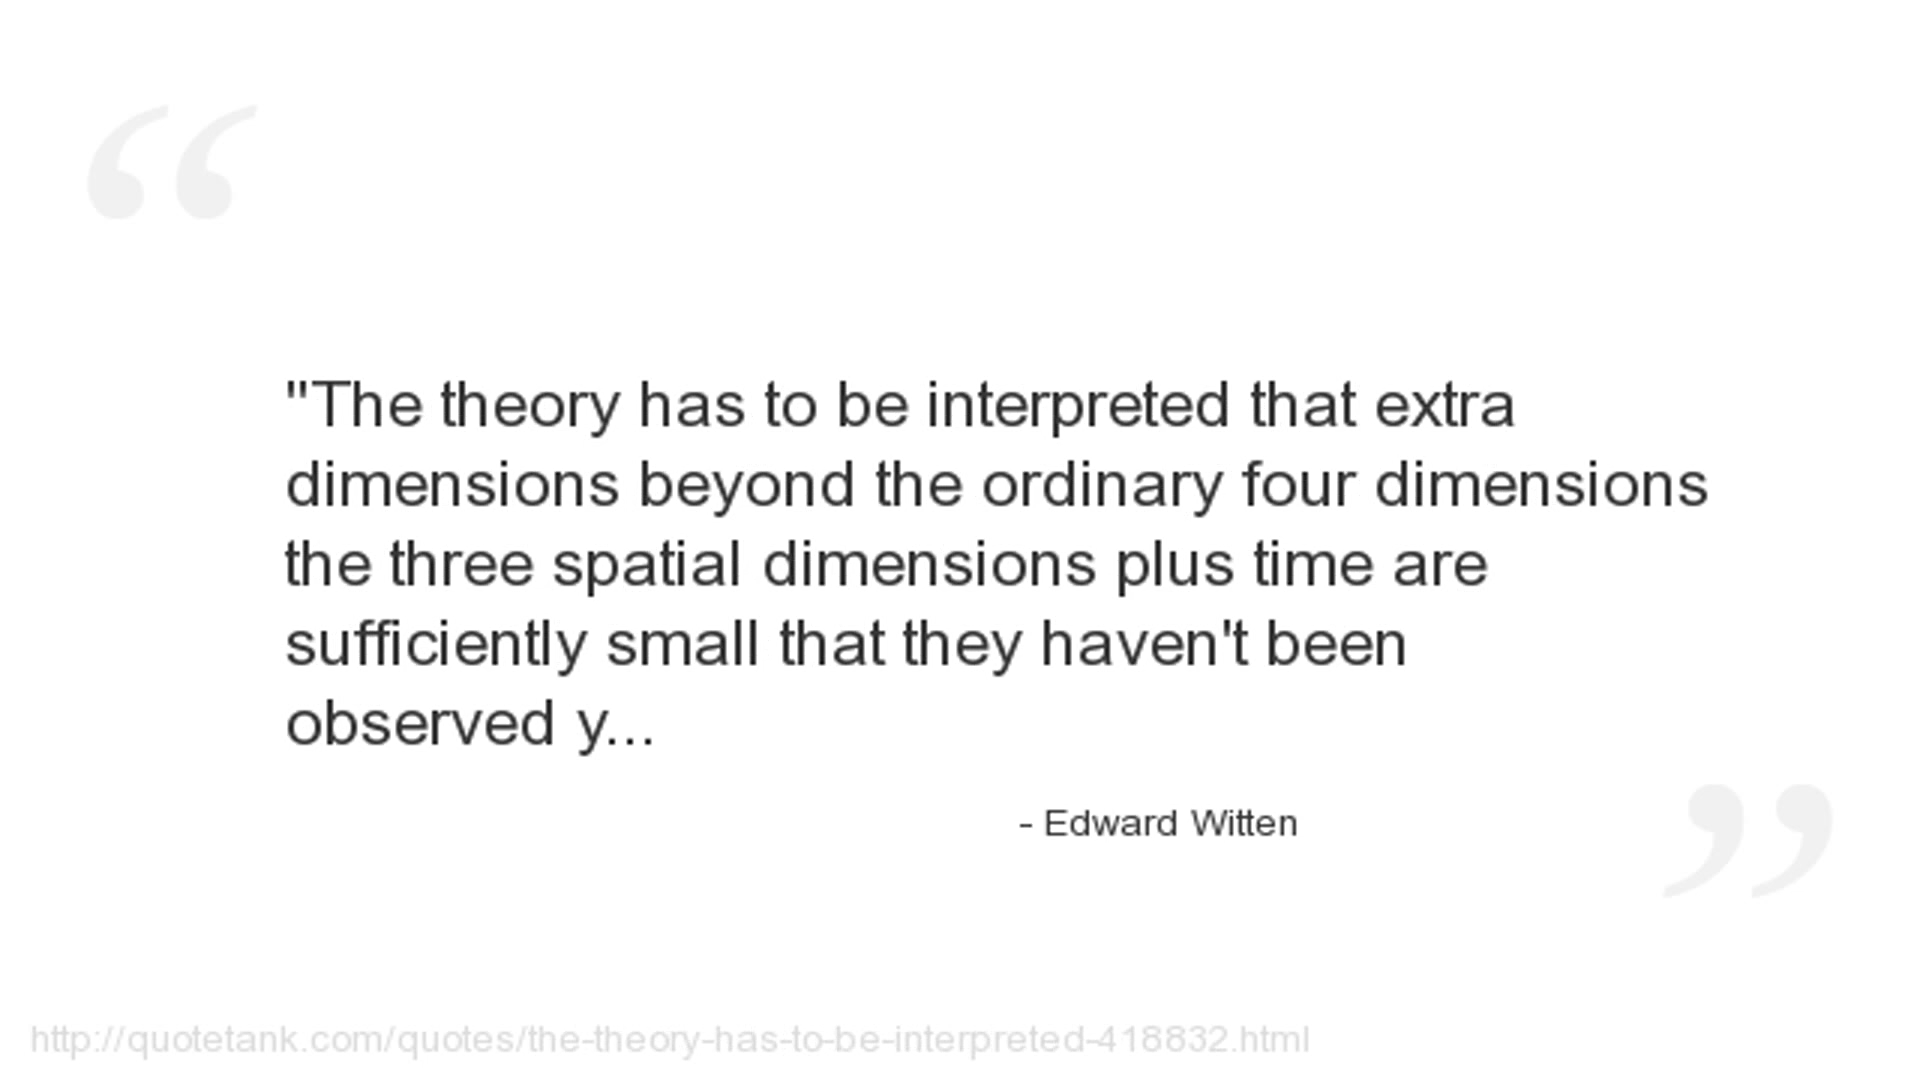 "The theory has to be interpreted that extra
dimensions beyond the ordinary four dimensions
the three spatial dimensions plus time are
sufficiently small that they haven't been
observed y...
- Edward Witten
http://quotetank.com/quotes/the-theory-has-to-be-interpreted-418832.html